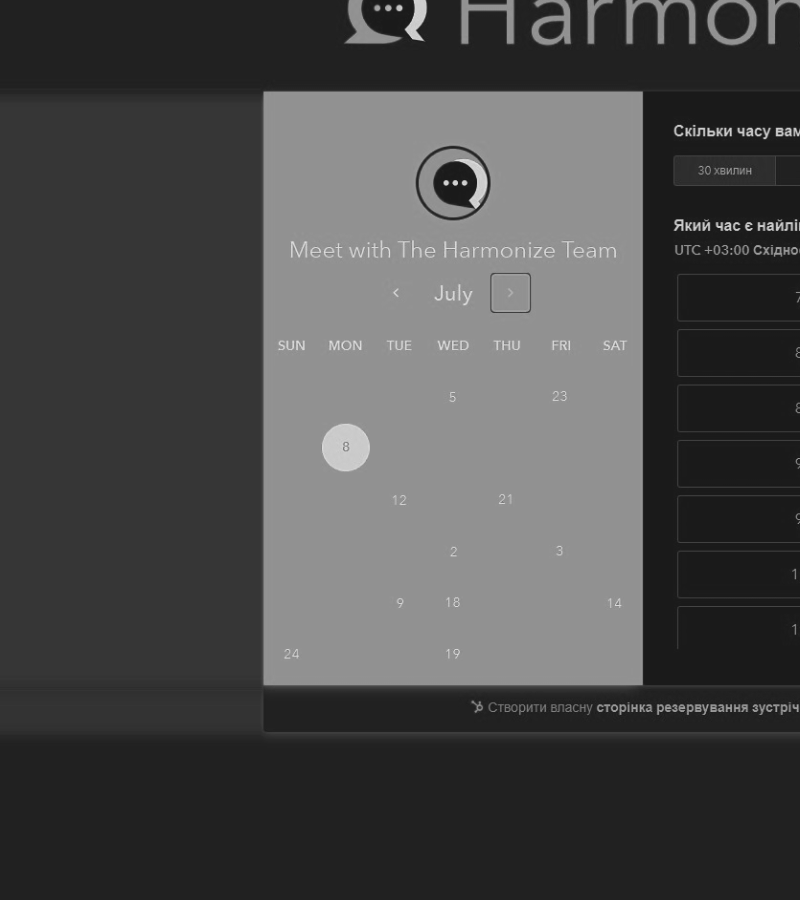 Harmon
Meet with The Harmonize Team
July
SUN MON TUE WED THU FRI SAT
5 23
8
12 21
2 3
9 18 14
24 19
Скільки часу вам
30 хвилин
Який час є найлі
UTC +03:00 Східно
7
8
8
9
9
1
1
Створити власну сторінка резервування зустріч